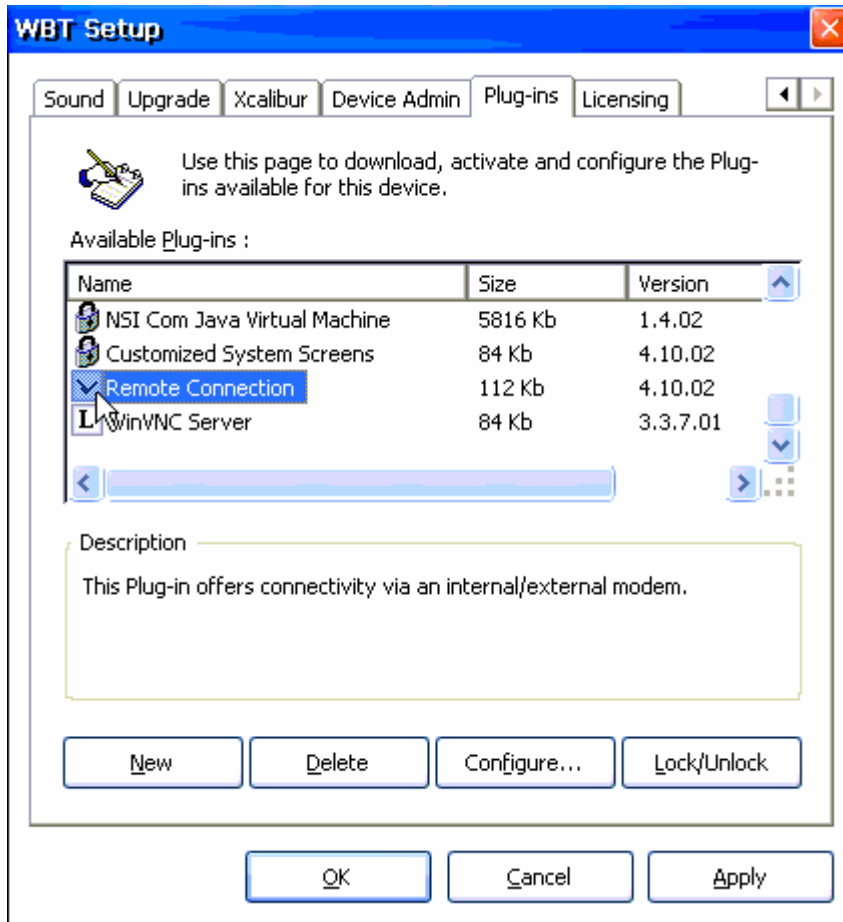 WBT Setup
Sound Upgrade Xcalibur Device Admin Plug-ins Licensing
Use this page to download, activate and configure the Plug-
ins available for this device.
Available Plug-ins :
Name Size Version
NSI Com Java Virtual Machine 5816 Kb 1.4.02
Customized System Screens 84 Kb 4.10.02
Remote Connection 112 Kb 4.10.02
L WinVNC Server 84 Kb 3.3.7.01
Description
This Plug-in offers connectivity via an internal/external modem.
New Delete Configure... Lock/Unlock
OK Cancel Apply